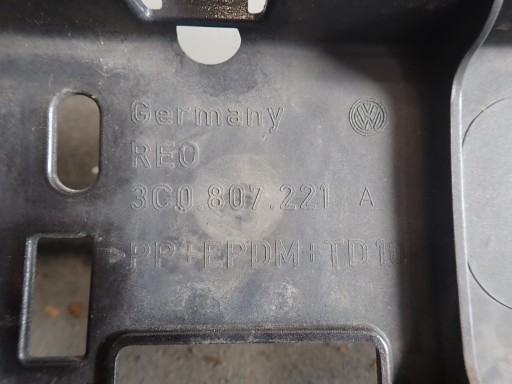 Germany
REO
3C0 807.221 A
>PP+EPDM+TD10